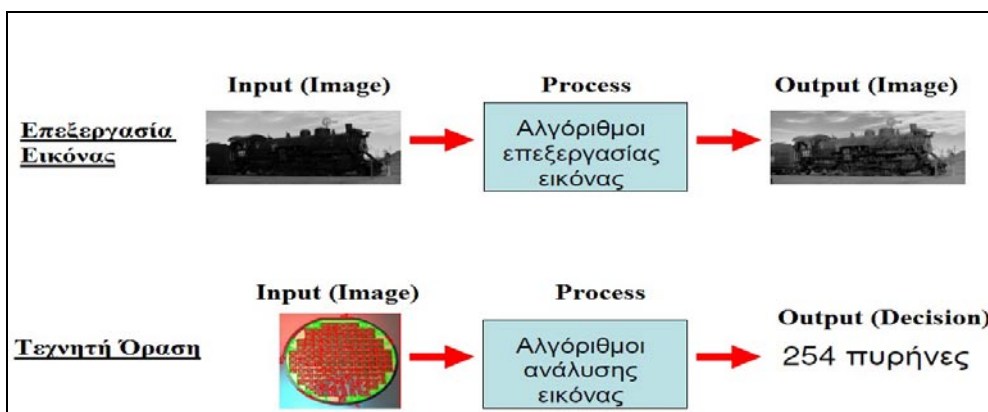 Input (Image)
Process
Output (Image)
Επεξεργασία
Εικόνας
Αλγόριθμοι
επεξεργασίας
εικόνας
Input (Image)
Process
Output (Decision)
Τεχνητή Όραση
Αλγόριθμοι
ανάλυσης
εικόνας
254 πυρήνες